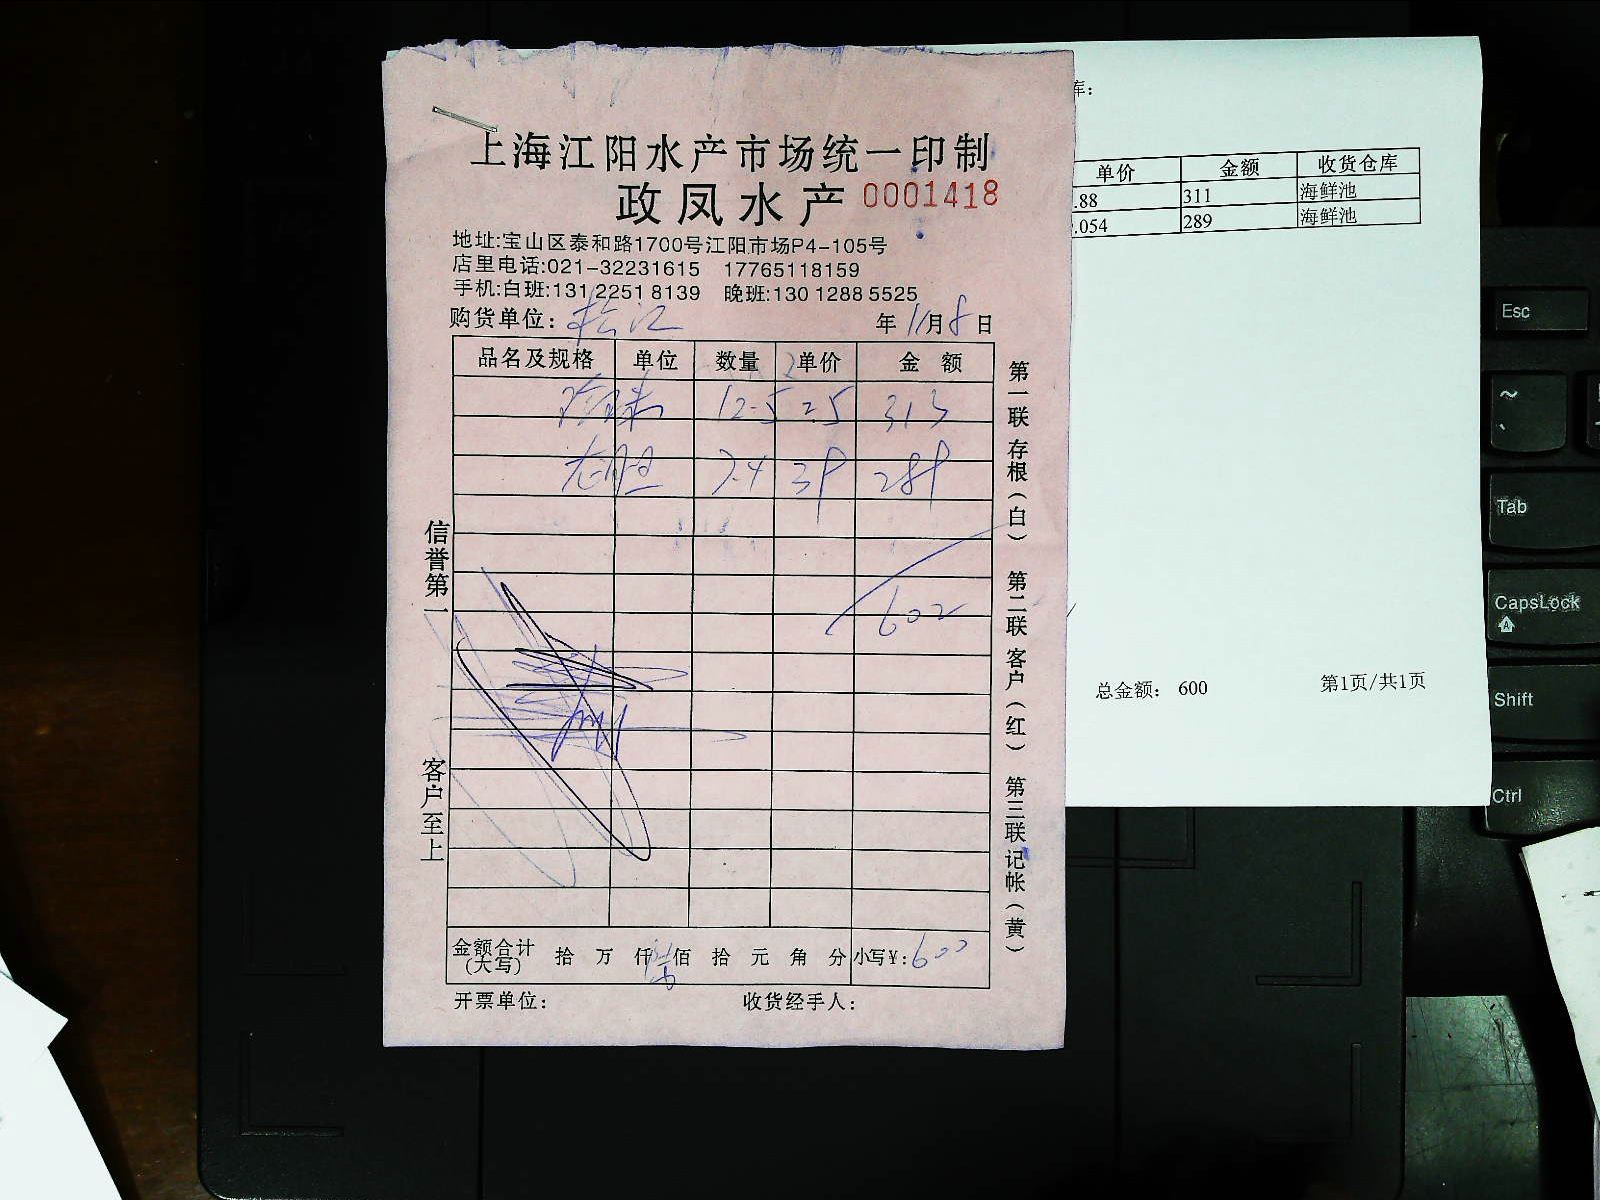 上海江阳水产市场统一印制
政凤水产 0001418
地址:宝山区泰和路1700号江阳市场P4-105号
店里电话:021-32231615 17765118159
手机:白班:131 2251 8139 晚班:130 1288 5525
购货单位: 松江 年 11月 8日
品名及规格 单位 数量 单价 金额
12.5 25 313
7.4 39 289
602
金额合计(大写) 拾 万 仟 佰 拾 元 角 分 小写¥: 600
开票单位: 收货经手人:
信誉第一
客户至上
第一联存根(白) 第二联客户(红) 第三联记帐(黄)
库:
单价 金额 收货仓库
.88 311 海鲜池
.054 289 海鲜池
总金额: 600 第1页/共1页
Esc
~
Tab
CapsLock
A
Shift
Ctrl